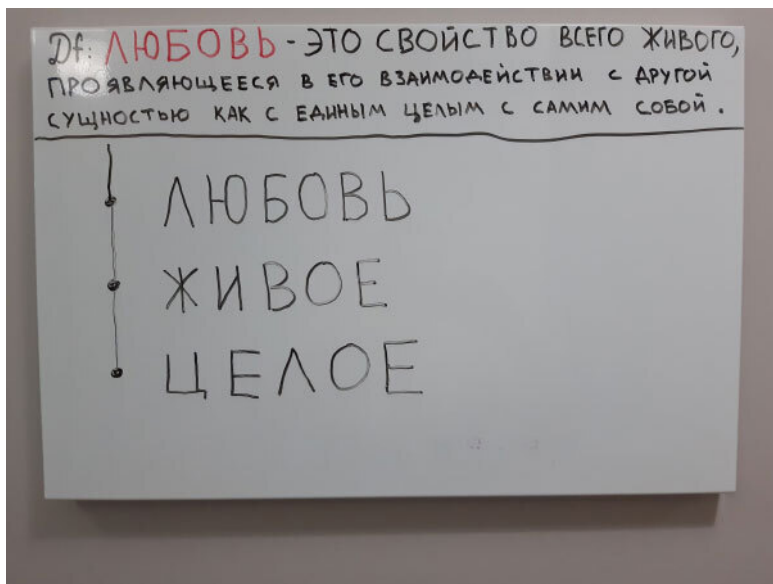 Df: ЛЮБОВЬ - ЭТО СВОЙСТВО ВСЕГО ЖИВОГО,
ПРОЯВЛЯЮЩЕЕСЯ В ЕГО ВЗАИМОДЕЙСТВИИ С ДРУГОЙ
СУЩНОСТЬЮ КАК С ЕДИНЫМ ЦЕЛЫМ С САМИМ СОБОЙ.
ЛЮБОВЬ
ЖИВОЕ
ЦЕЛОЕ